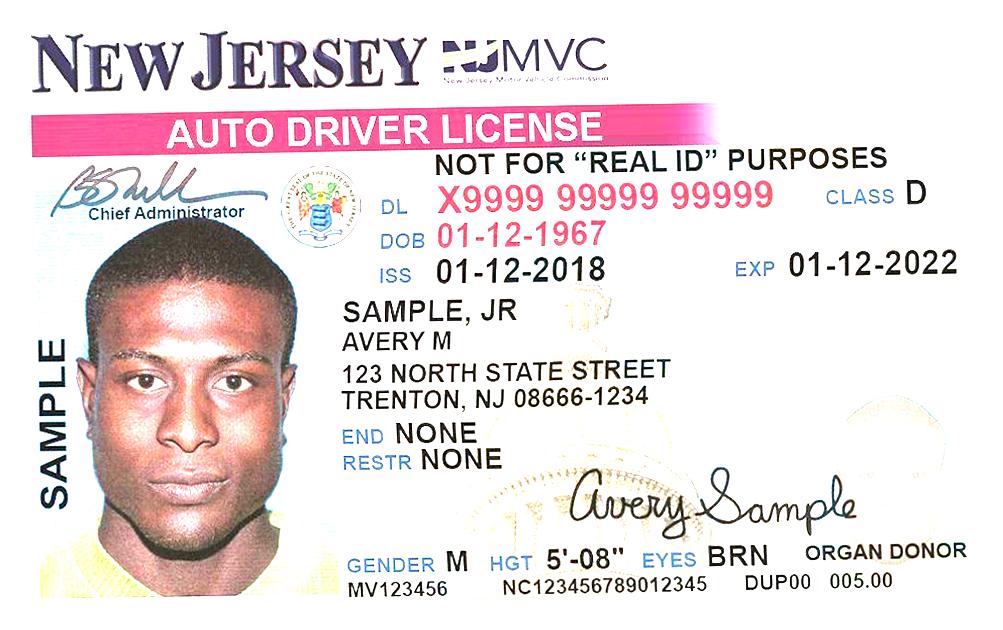 NEW JERSEY NJMVC
New Jersey Motor Vehicle Commission
AUTO DRIVER LICENSE
NOT FOR “REAL ID” PURPOSES
Chief Administrator
DL X9999 99999 99999 CLASS D
DOB 01-12-1967
ISS 01-12-2018 EXP 01-12-2022
SAMPLE, JR
AVERY M
123 NORTH STATE STREET
TRENTON, NJ 08666-1234
END NONE
RESTR NONE
SAMPLE
Avery Sample
GENDER M HGT 5'-08" EYES BRN ORGAN DONOR
MV123456 NC123456789012345 DUP00 005.00